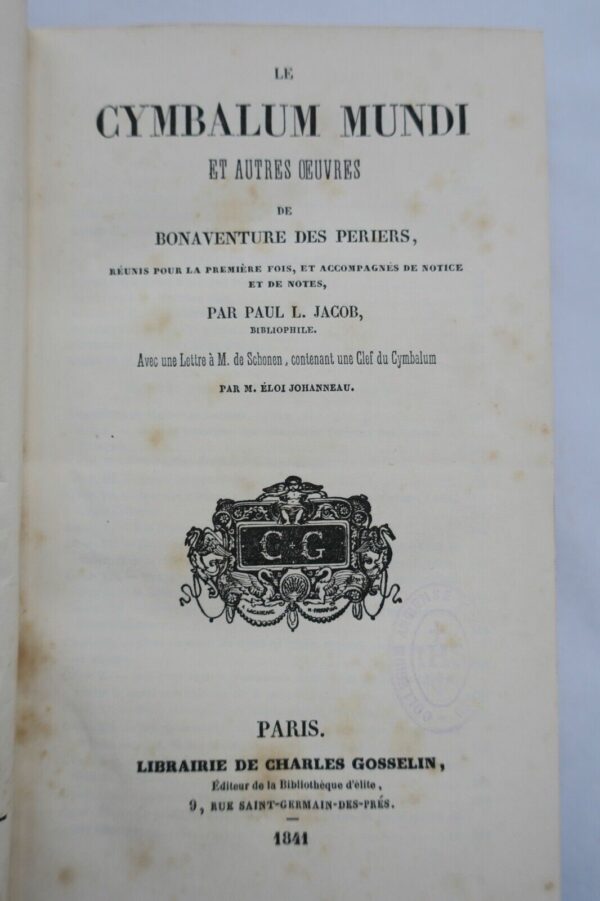 LE
CYMBALUM MUNDI
ET AUTRES OEUVRES
DE
BONAVENTURE DES PERIERS,
RÉUNIS POUR LA PREMIÈRE FOIS, ET ACCOMPAGNÉS DE NOTICE
ET DE NOTES,
PAR PAUL L. JACOB,
BIBLIOPHILE.
Avec une Lettre à M. de Schonen, contenant une Clef du Cymbalum
PAR M. ÉLOI JOHANNEAU.
C G
PARIS.
LIBRAIRIE DE CHARLES GOSSELIN,
Éditeur de la Bibliothèque d'élite,
9, RUE SAINT-GERMAIN-DES-PRÉS.
1841